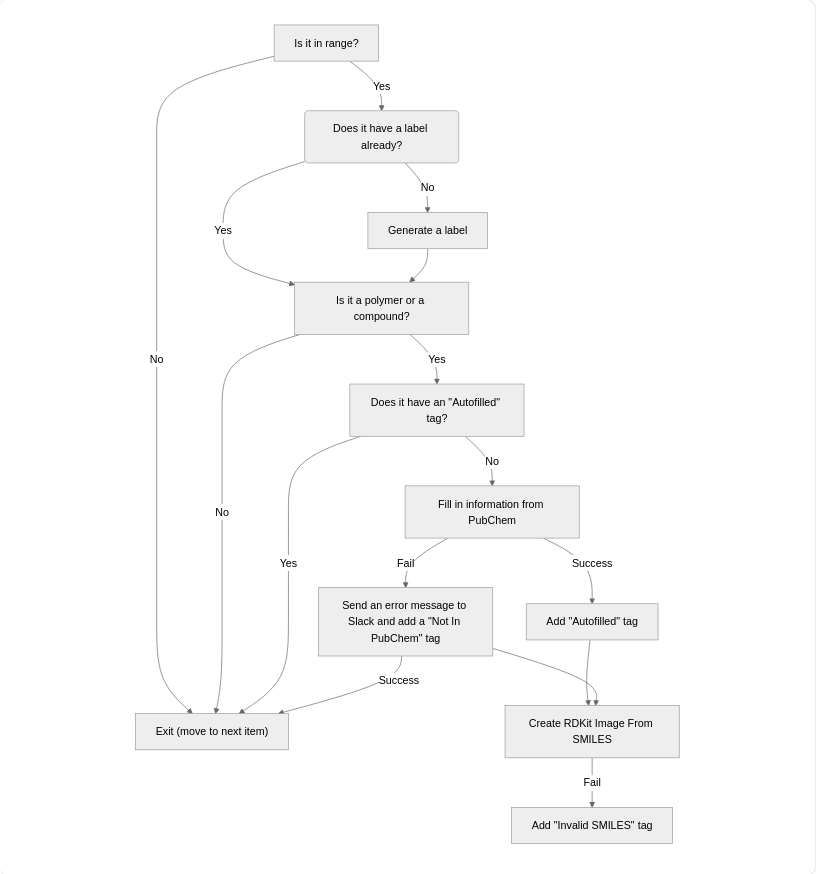 Is it in range?
Yes
Does it have a label
already?
No
Generate a label
Yes
Is it a polymer or a
compound?
No
Yes
Does it have an "Autofilled"
tag?
No
Fill in information from
PubChem
No
Yes
Fail
Success
Send an error message to
Slack and add a "Not In
PubChem" tag
Add "Autofilled" tag
Success
Exit (move to next item)
Create RDKit Image From
SMILES
Fail
Add "Invalid SMILES" tag